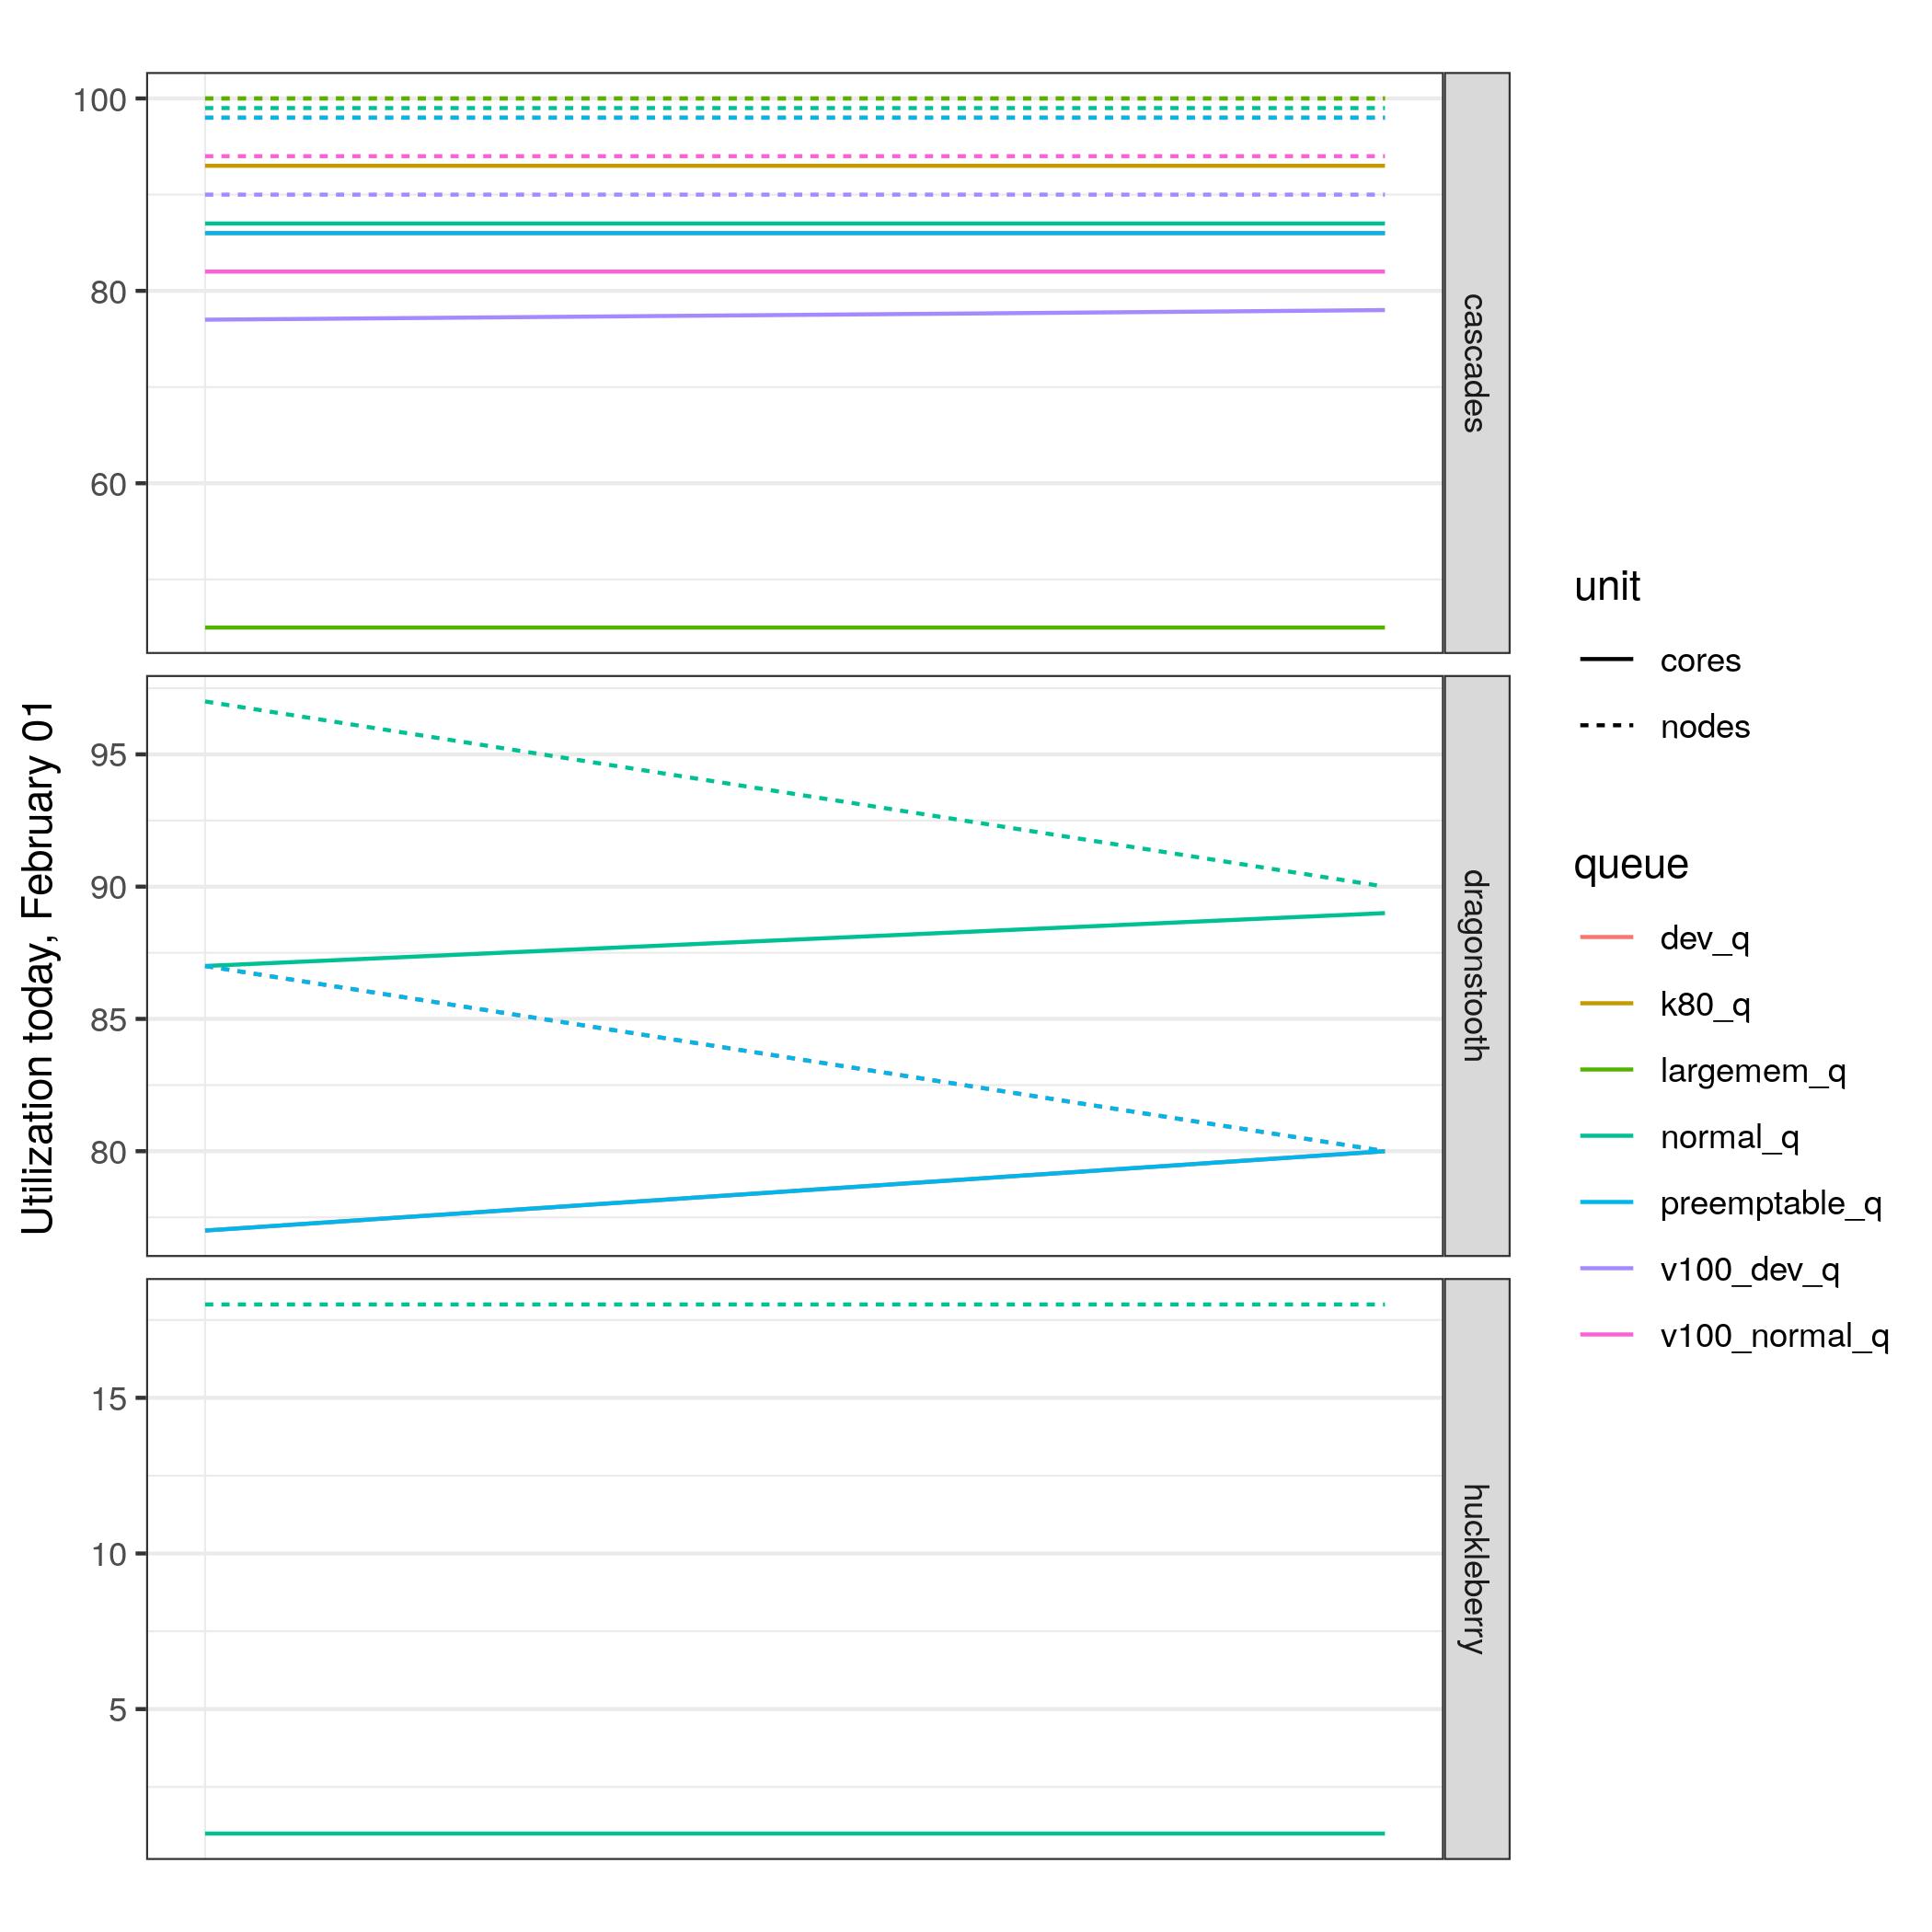 Utilization today, February 01
100
80
60
cascades
95
90
85
80
dragonstooth
15
10
5
huckleberry
unit
cores
nodes
queue
dev_q
k80_q
largemem_q
normal_q
preemptable_q
v100_dev_q
v100_normal_q